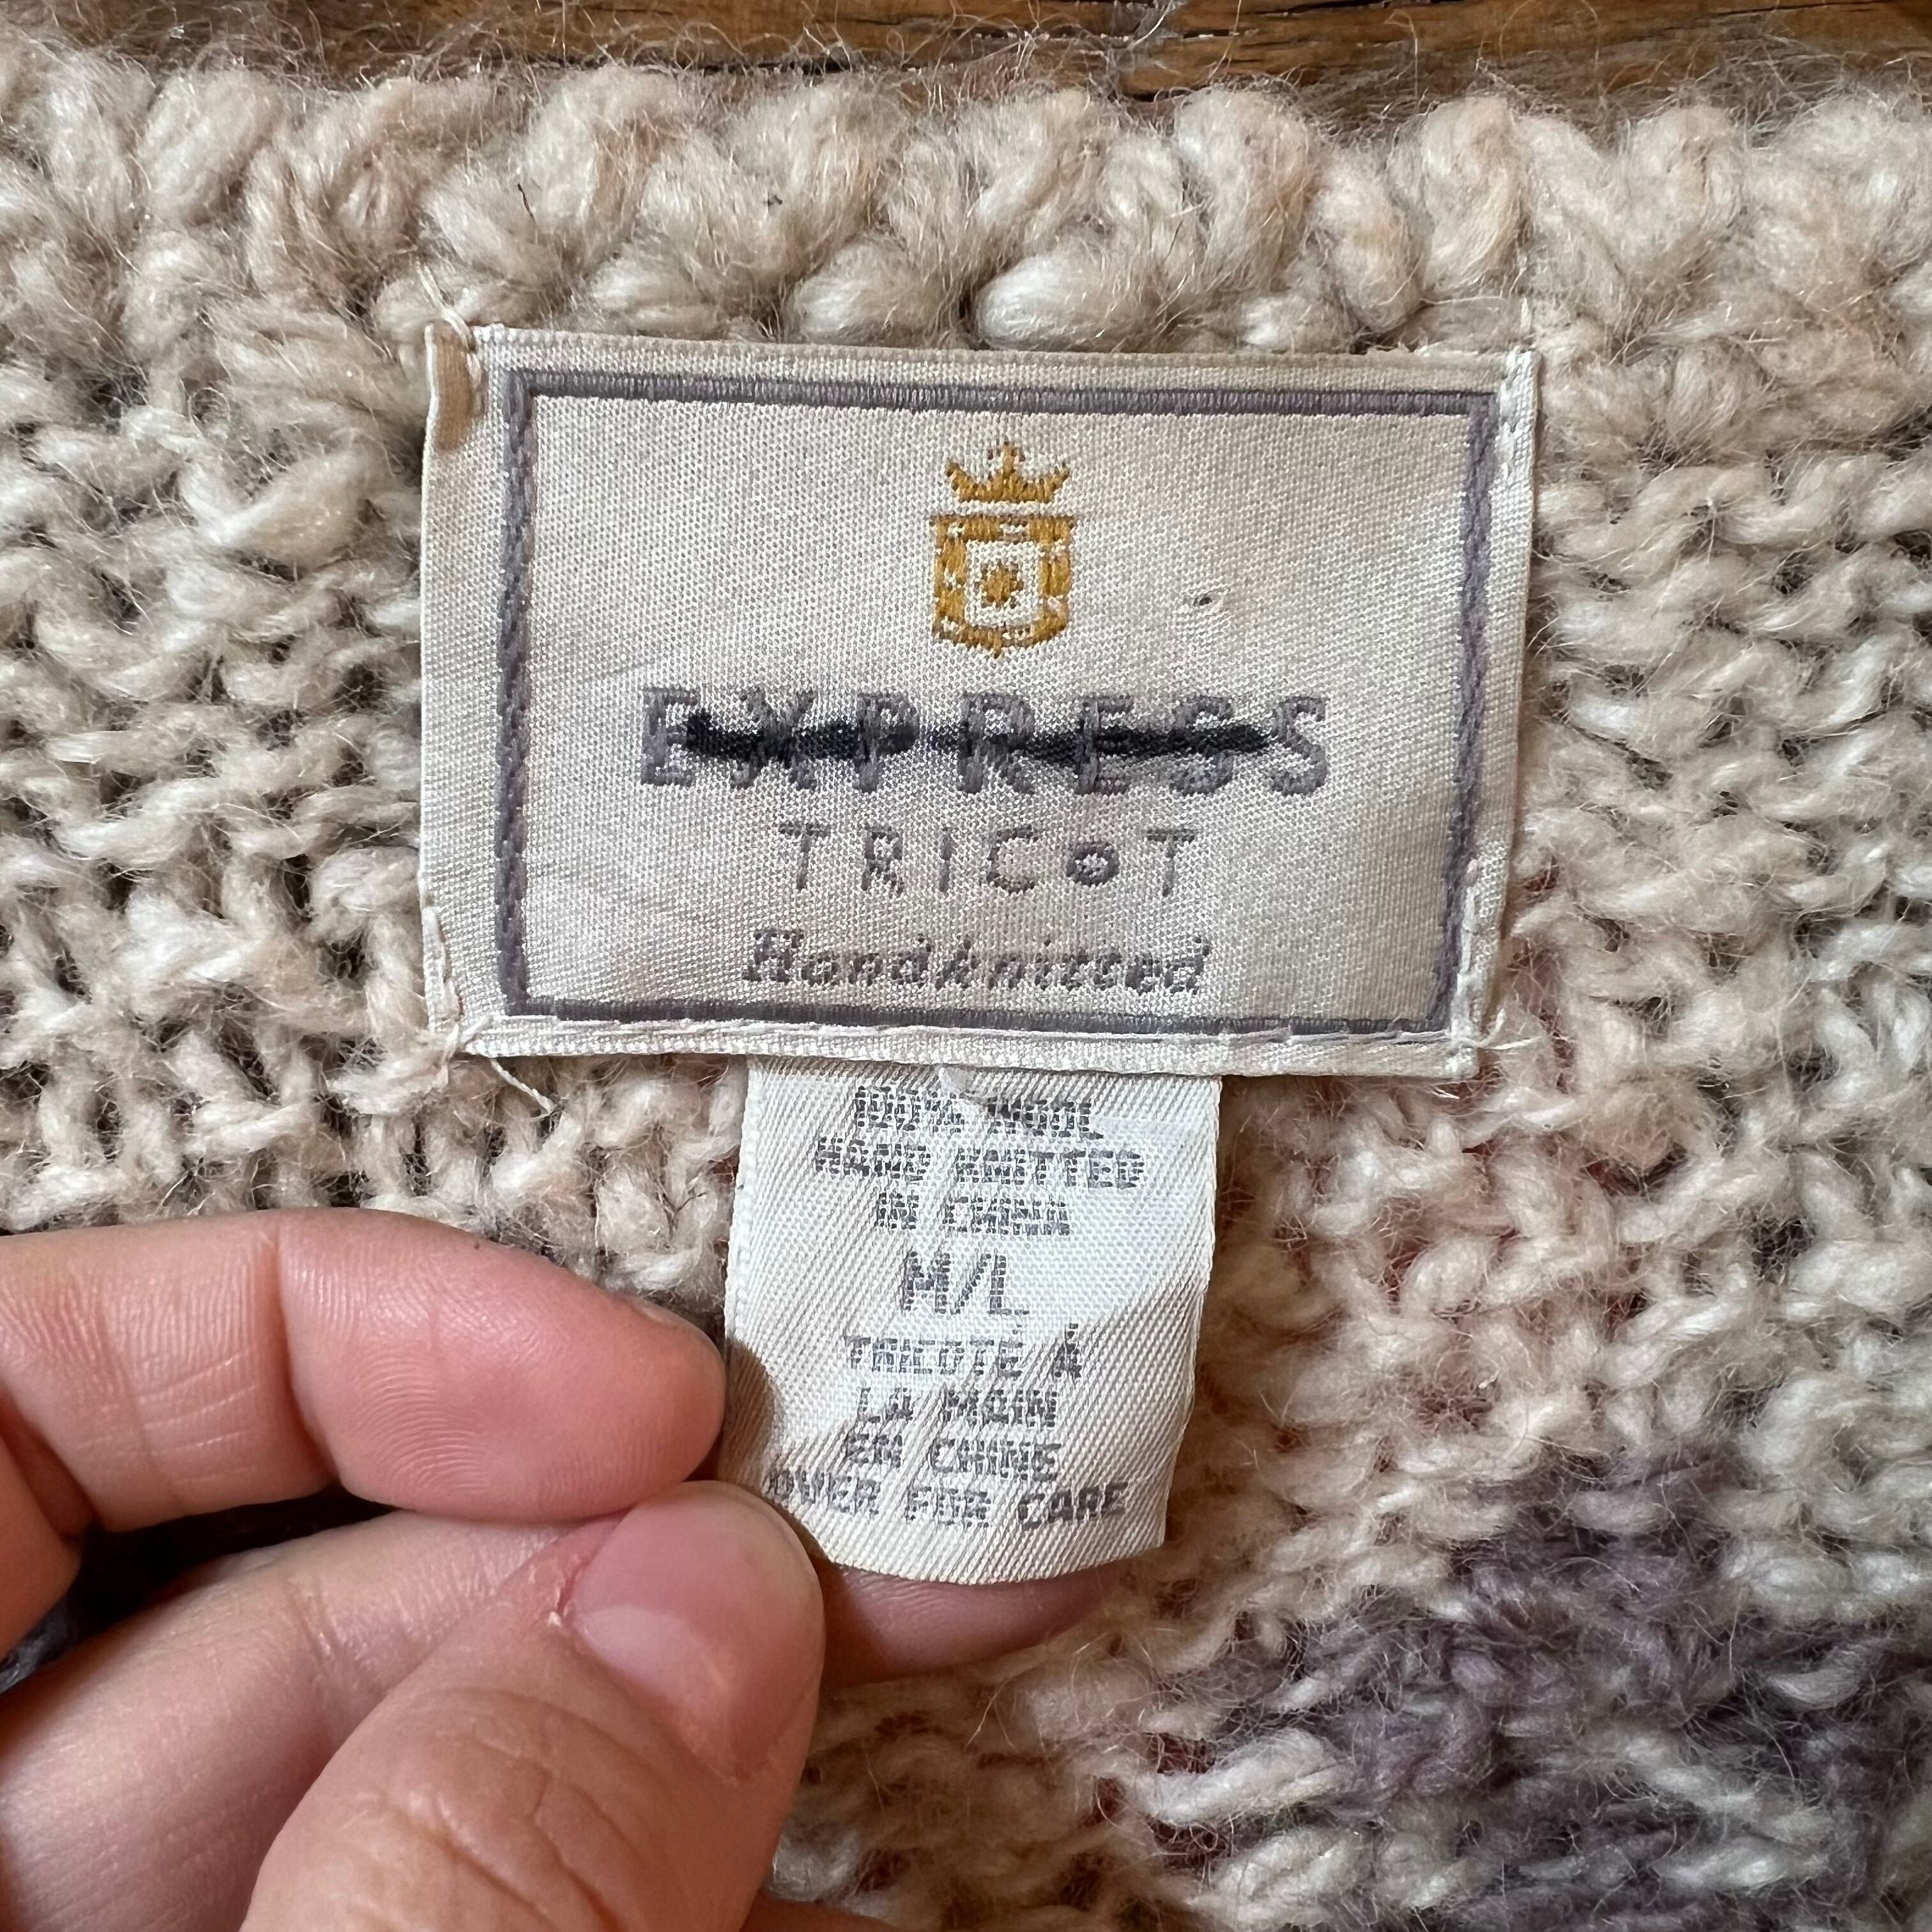 EXPRESS
TRICOT
Handknitted
100% WOOL
HAND KNITTED
IN CHINA
M/L
TRICOTÉ À
LA MAIN
EN CHINE
OVER FOR CARE